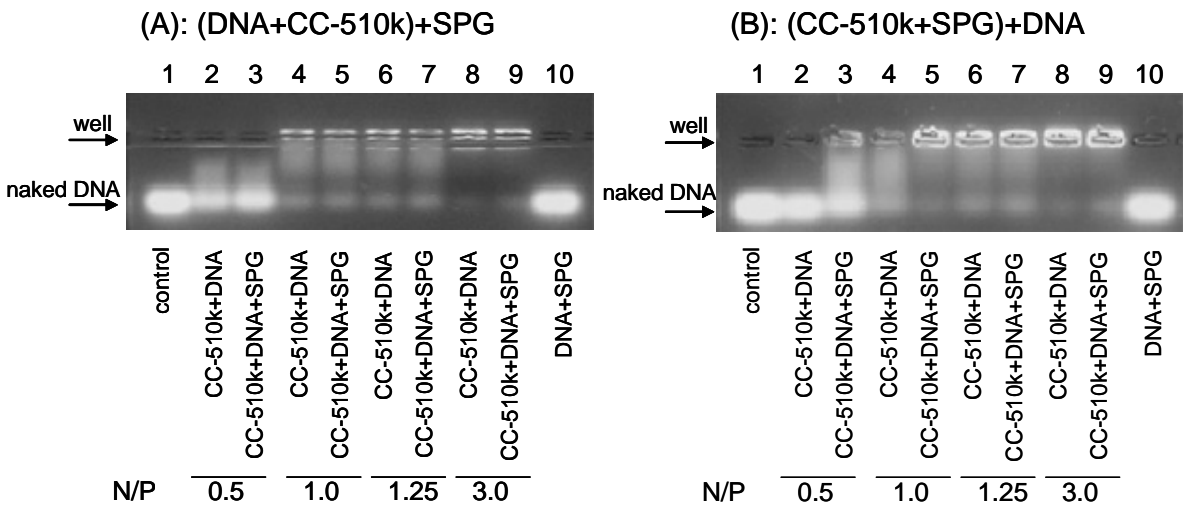 (A): (DNA+CC-510k)+SPG
1 2 3 4 5 6 7 8 9 10
well
naked DNA
control
CC-510k+DNA
CC-510k+DNA+SPG
CC-510k+DNA
CC-510k+DNA+SPG
CC-510k+DNA
CC-510k+DNA+SPG
CC-510k+DNA
CC-510k+DNA+SPG
DNA+SPG
N/P 0.5 1.0 1.25 3.0
(B): (CC-510k+SPG)+DNA
1 2 3 4 5 6 7 8 9 10
well
naked DNA
control
CC-510k+DNA
CC-510k+DNA+SPG
CC-510k+DNA
CC-510k+DNA+SPG
CC-510k+DNA
CC-510k+DNA+SPG
CC-510k+DNA
CC-510k+DNA+SPG
DNA+SPG
N/P 0.5 1.0 1.25 3.0